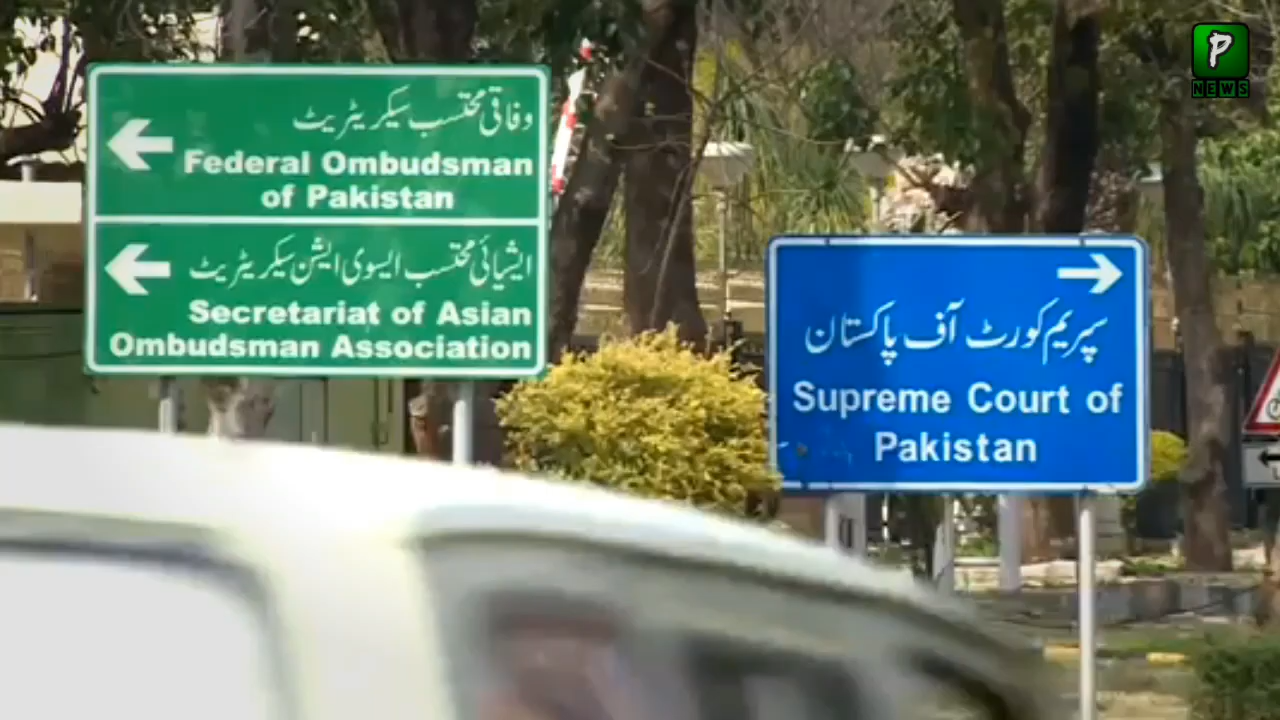 وفاقی محتسب سیکریٹریٹ
Federal Ombudsman
of Pakistan
ایشیائی محتسب ایسوی ایشن سیکریٹریٹ
Secretariat of Asian
Ombudsman Association
سپریم کورٹ آف پاکستان
Supreme Court of
Pakistan
P
NEWS